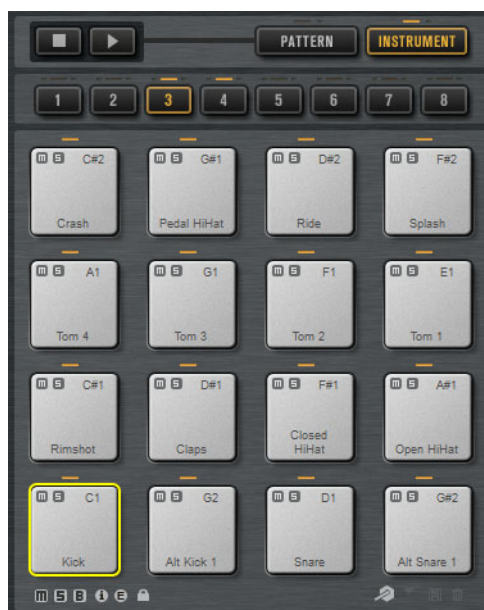 PATTERN INSTRUMENT
1 2 3 4 5 6 7 8
m S C#2 m S G#1 m S D#2 m S F#2
Crash Pedal HiHat Ride Splash
m S A1 m S G1 m S F1 m S E1
Tom 4 Tom 3 Tom 2 Tom 1
m S C#1 m S D#1 m S F#1 m S A#1
Rimshot Claps Closed HiHat Open HiHat
m S C1 m S G2 m S D1 m S G#2
Kick Alt Kick 1 Snare Alt Snare 1
m S B i E